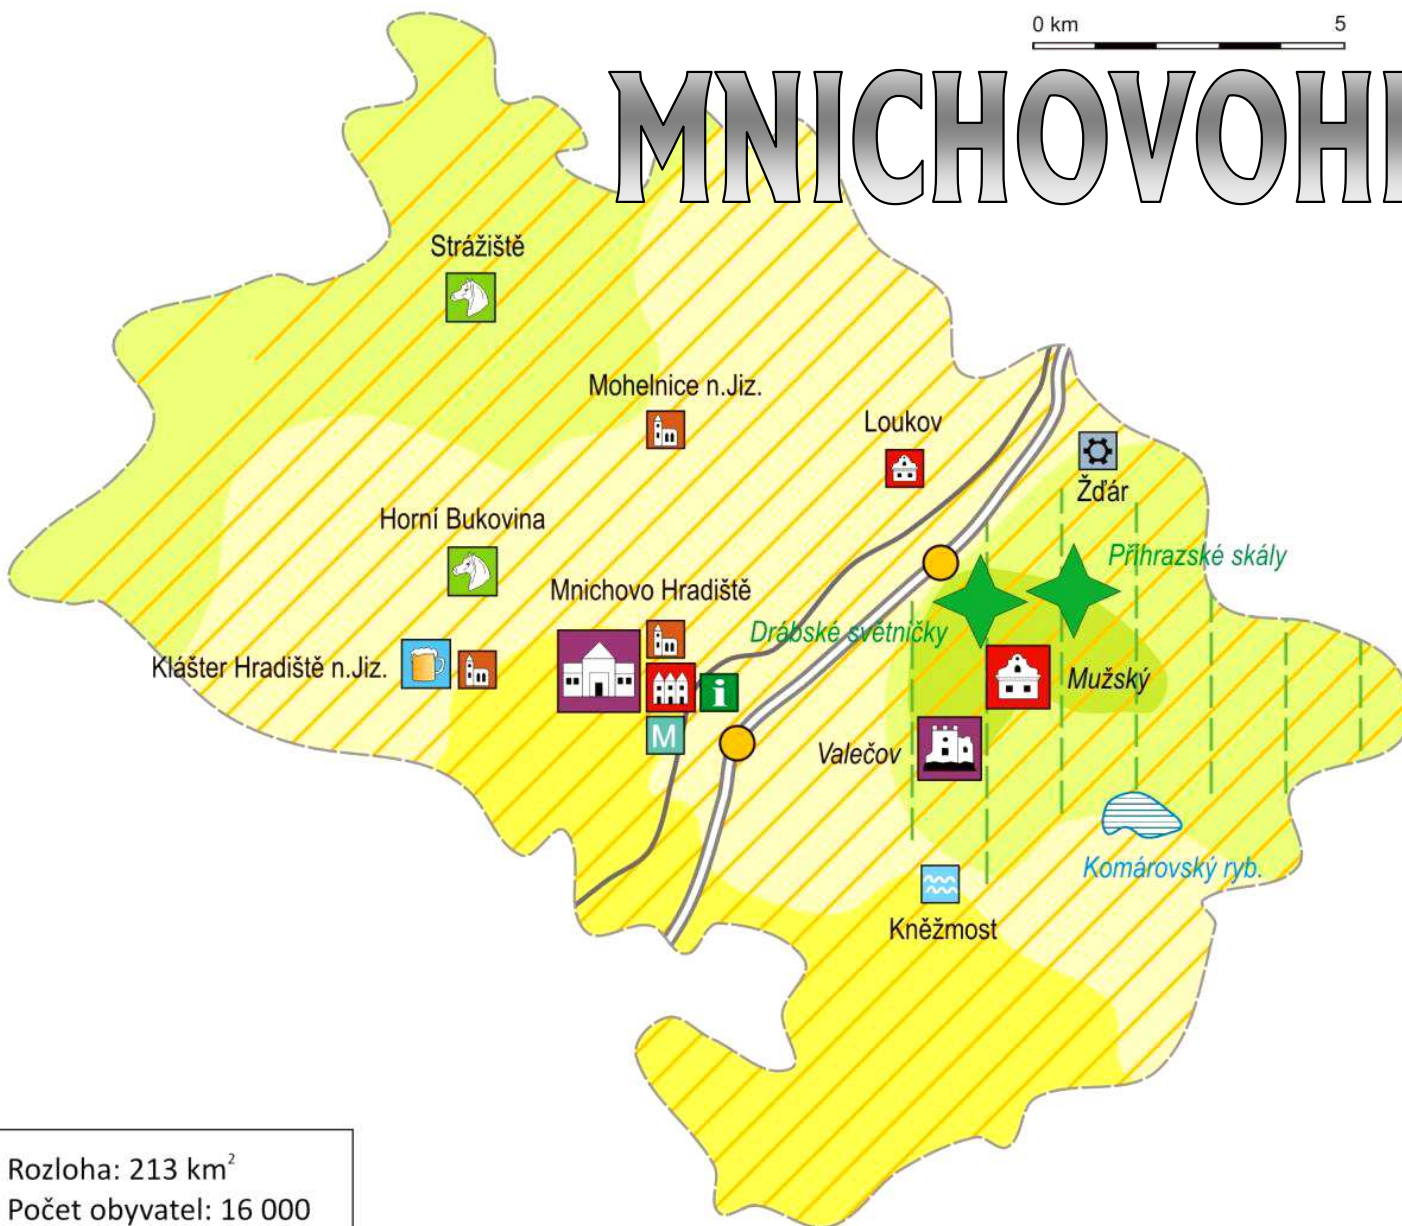 0 km 5
MNICHOVOH
Strážiště
Mohelnice n.Jiz.
Loukov
Žďár
Horní Bukovina
Příhrazské skály
Mnichovo Hradiště
Drábské světničky
Klášter Hradiště n.Jiz.
Mužský
i
M
Valečov
Komárovský ryb.
Kněžmost
Rozloha: 213 km²
Počet obyvatel: 16 000